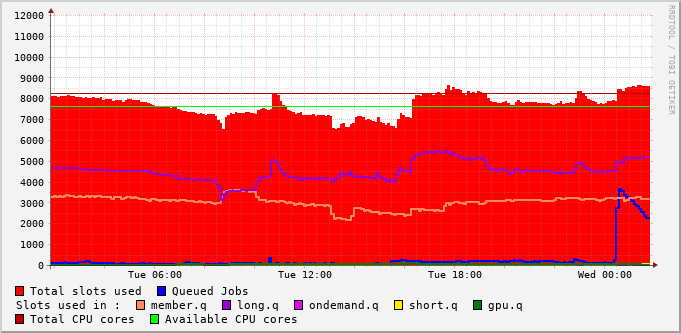 RRDTOOL / TOBI OETIKER
12000
11000
10000
9000
8000
7000
6000
5000
4000
3000
2000
1000
0
Tue 06:00 Tue 12:00 Tue 18:00 Wed 00:00
Total slots used Queued Jobs
Slots used in : member.q long.q ondemand.q short.q gpu.q
Total CPU cores Available CPU cores